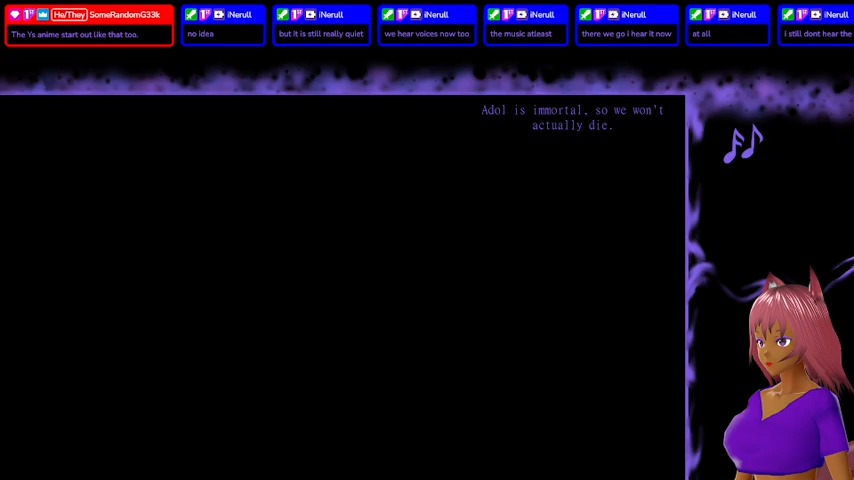 He/They SomeRandomG33k
The Ys anime start out like that too.
iNerull
no idea
iNerull
but it is still really quiet
iNerull
we hear voices now too
iNerull
the music atleast
iNerull
there we go i hear it now
iNerull
at all
iNerull
i still dont hear the
Adol is immortal, so we won't
actually die.